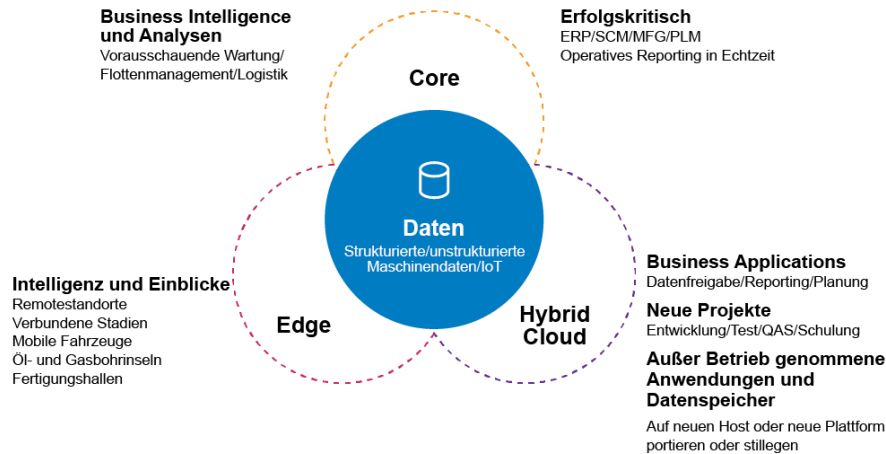 Business Intelligence
und Analysen
Vorausschauende Wartung/
Flottenmanagement/Logistik
Erfolgskritisch
ERP/SCM/MFG/PLM
Operatives Reporting in Echtzeit
Core
Daten
Strukturierte/unstrukturierte
Maschinendaten/IoT
Intelligenz und Einblicke
Remotestandorte
Verbundene Stadien
Mobile Fahrzeuge
Öl- und Gasbohrinseln
Fertigungshallen
Edge
Hybrid
Cloud
Business Applications
Datenfreigabe/Reporting/Planung
Neue Projekte
Entwicklung/Test/QAS/Schulung
Außer Betrieb genommene
Anwendungen und
Datenspeicher
Auf neuen Host oder neue Plattform
portieren oder stillegen